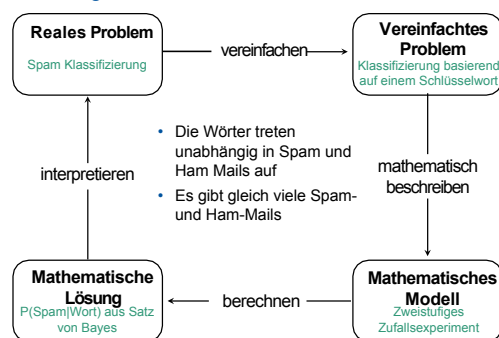 Reales Problem
Spam Klassifizierung
vereinfachen
Vereinfachtes
Problem
Klassifizierung basierend
auf einem Schlüsselwort
• Die Wörter treten
unabhängig in Spam und
Ham Mails auf
• Es gibt gleich viele Spam-
und Ham-Mails
interpretieren
mathematisch
beschreiben
Mathematische
Lösung
P(Spam|Wort) aus Satz
von Bayes
berechnen
Mathematisches
Modell
Zweistufiges
Zufallsexperiment